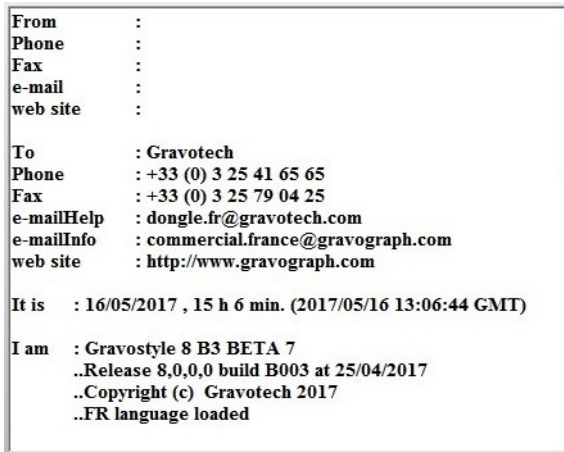 From :
Phone :
Fax :
e-mail :
web site :
To : Gravotech
Phone : +33 (0) 3 25 41 65 65
Fax : +33 (0) 3 25 79 04 25
e-mailHelp : dongle.fr@gravotech.com
e-mailInfo : commercial.france@gravograph.com
web site : http://www.gravograph.com
It is : 16/05/2017 , 15 h 6 min. (2017/05/16 13:06:44 GMT)
I am : Gravostyle 8 B3 BETA 7
..Release 8,0,0,0 build B003 at 25/04/2017
..Copyright (c) Gravotech 2017
..FR language loaded